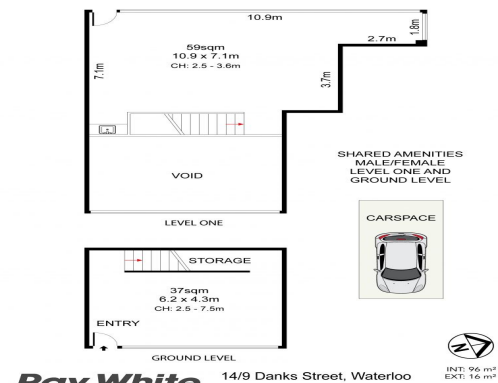 10.9m
2.7m
1.8m
59sqm
10.9 x 7.1m
CH: 2.5 - 3.6m
7.1m
3.7m
VOID
LEVEL ONE
SHARED AMENITIES
MALE/FEMALE
LEVEL ONE AND
GROUND LEVEL
CARSPACE
STORAGE
37sqm
6.2 x 4.3m
CH: 2.5 - 7.5m
ENTRY
GROUND LEVEL
Z
INT: 96 m²
EXT: 16 m²
Ray White
14/9 Danks Street, Waterloo